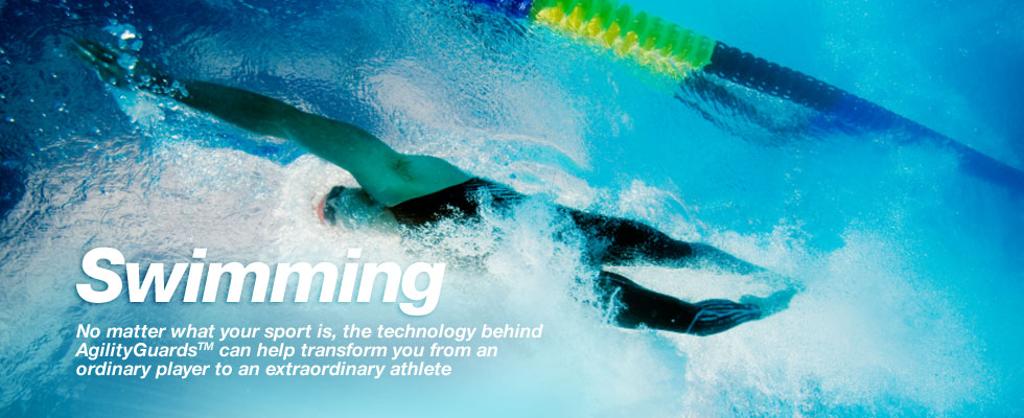 Swimming
No matter what your sport is, the technology behind
AgilityGuards™ can help transform you from an
ordinary player to an extraordinary athlete